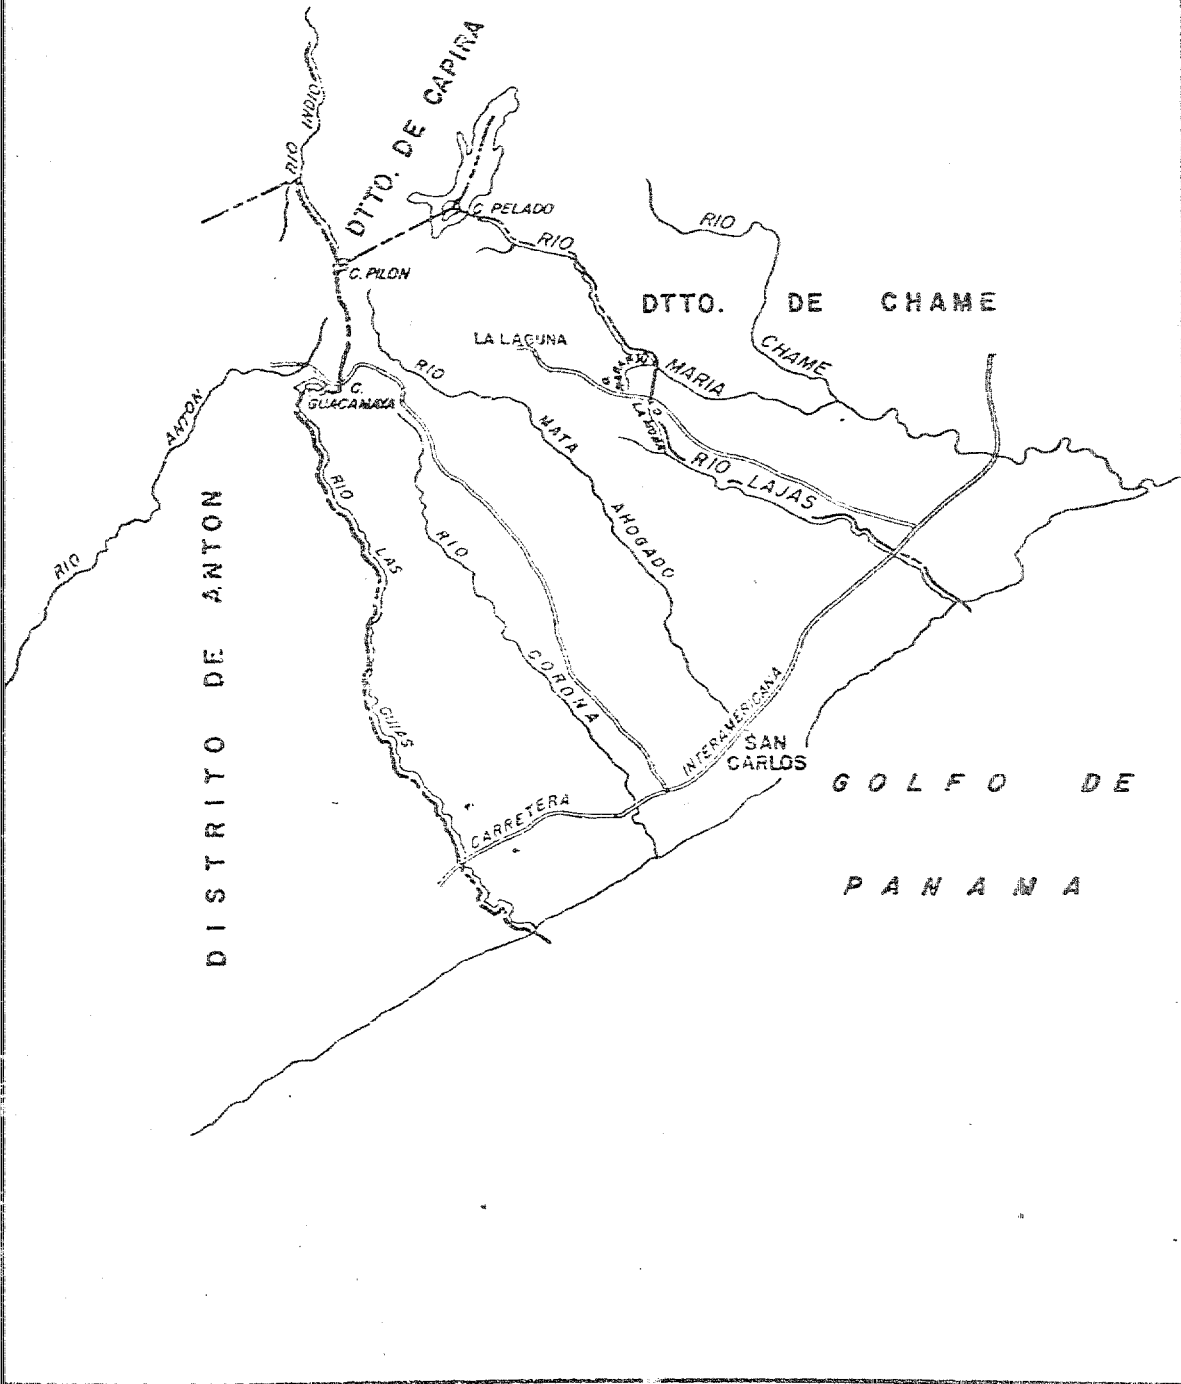 RIO INDIO
DTTO. DE CAPIRA
C. PELADO
RIO MARIA
C. PILON
RIO CHAME
DTTO. DE CHAME
LA LAGUNA
C. GUACAMAYA
RIO MATA AHOGADO
Q.
LA MONA
RIO LAJAS
RIO ANTON
RIO LAS GUIAS
RIO CORONA
DISTRITO DE ANTON
CARRETERA INTERAMERICANA
SAN
CARLOS
GOLFO DE
PANAMA